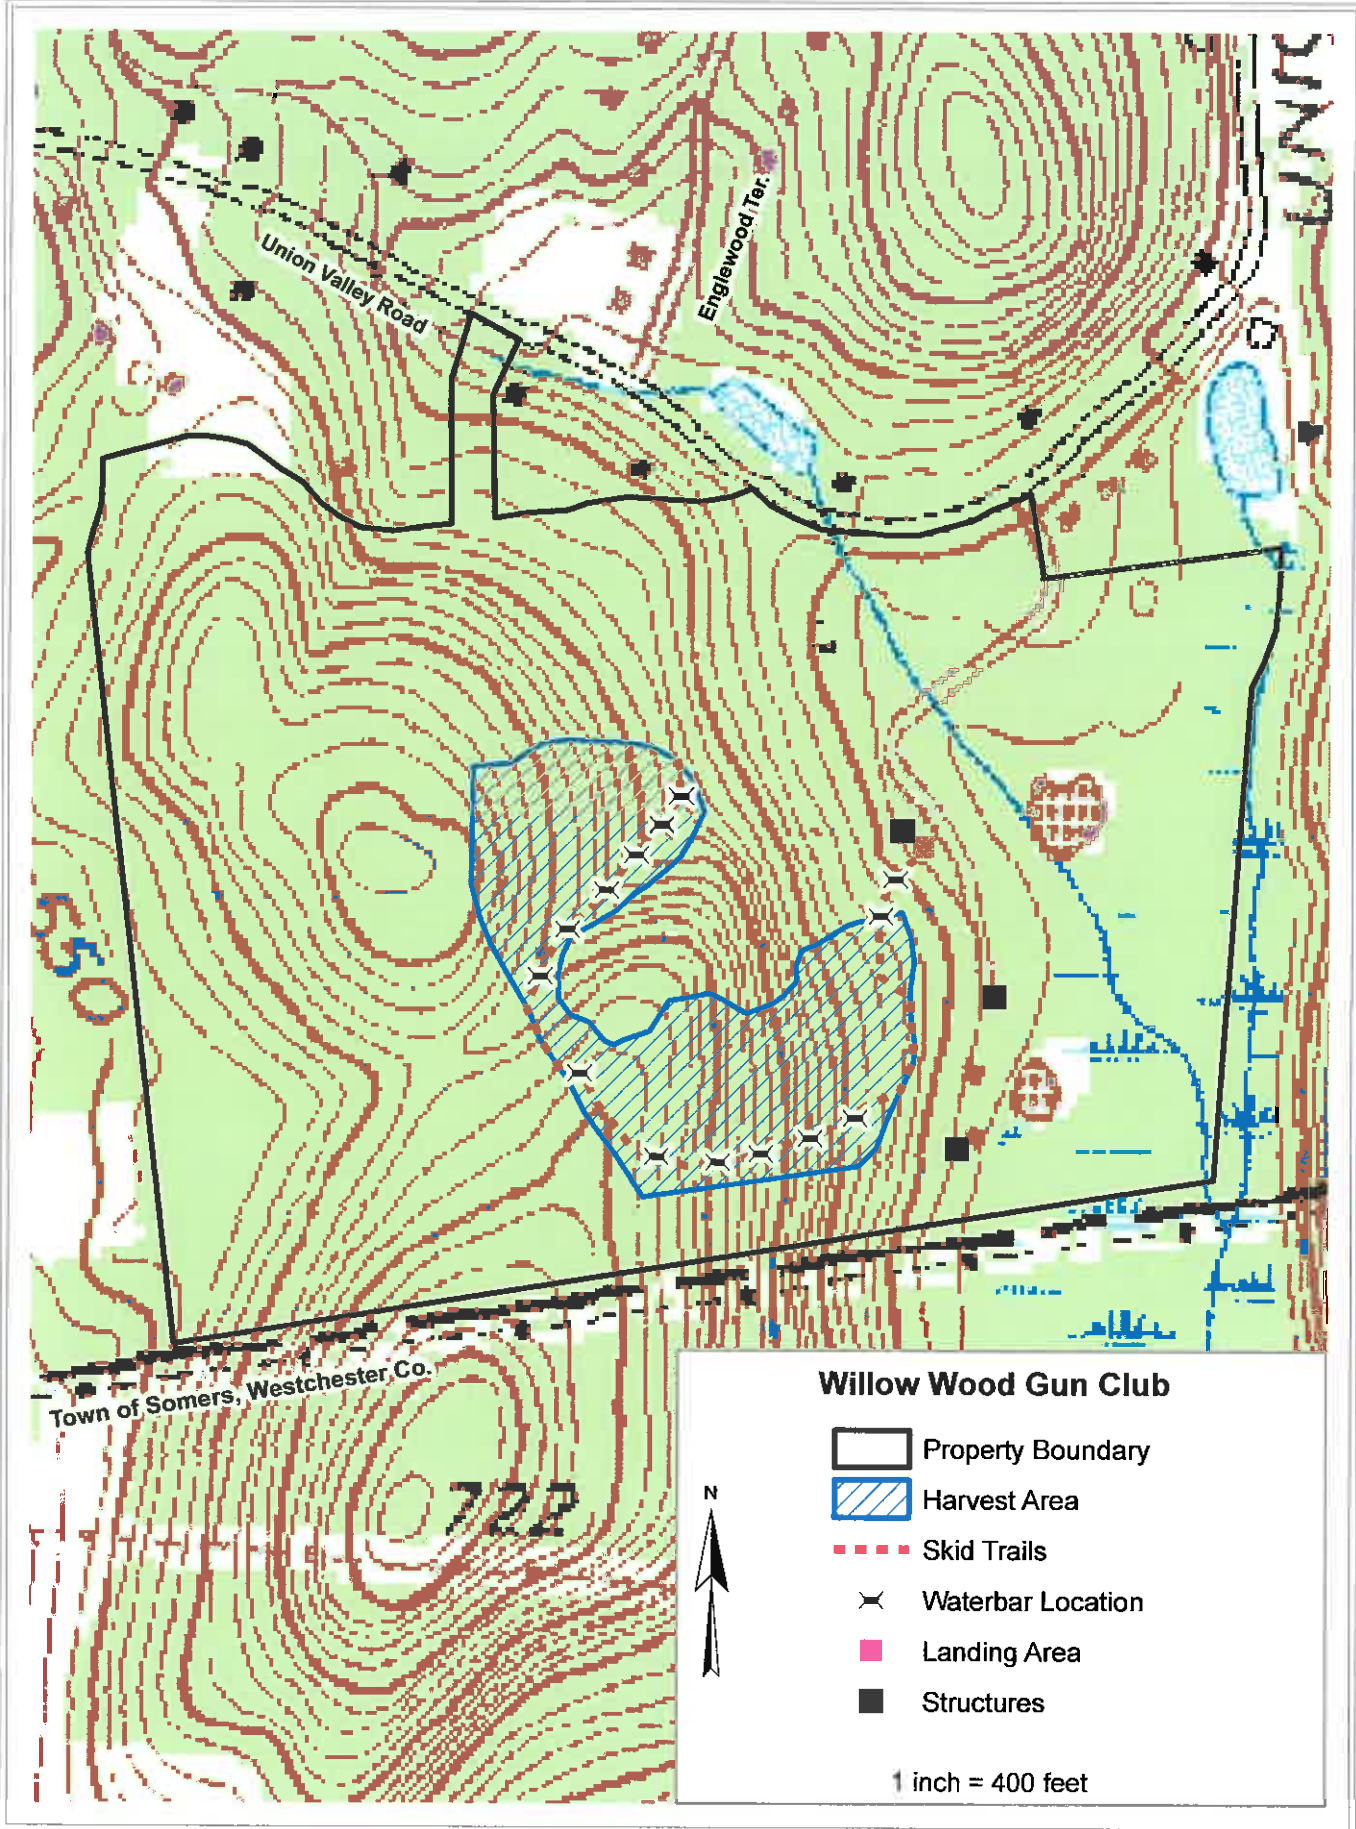 Union Valley Road
Englewood Ter.
550
Town of Somers, Westchester Co.
722
Willow Wood Gun Club
Property Boundary
Harvest Area
Skid Trails
Waterbar Location
Landing Area
Structures
N
1 inch = 400 feet